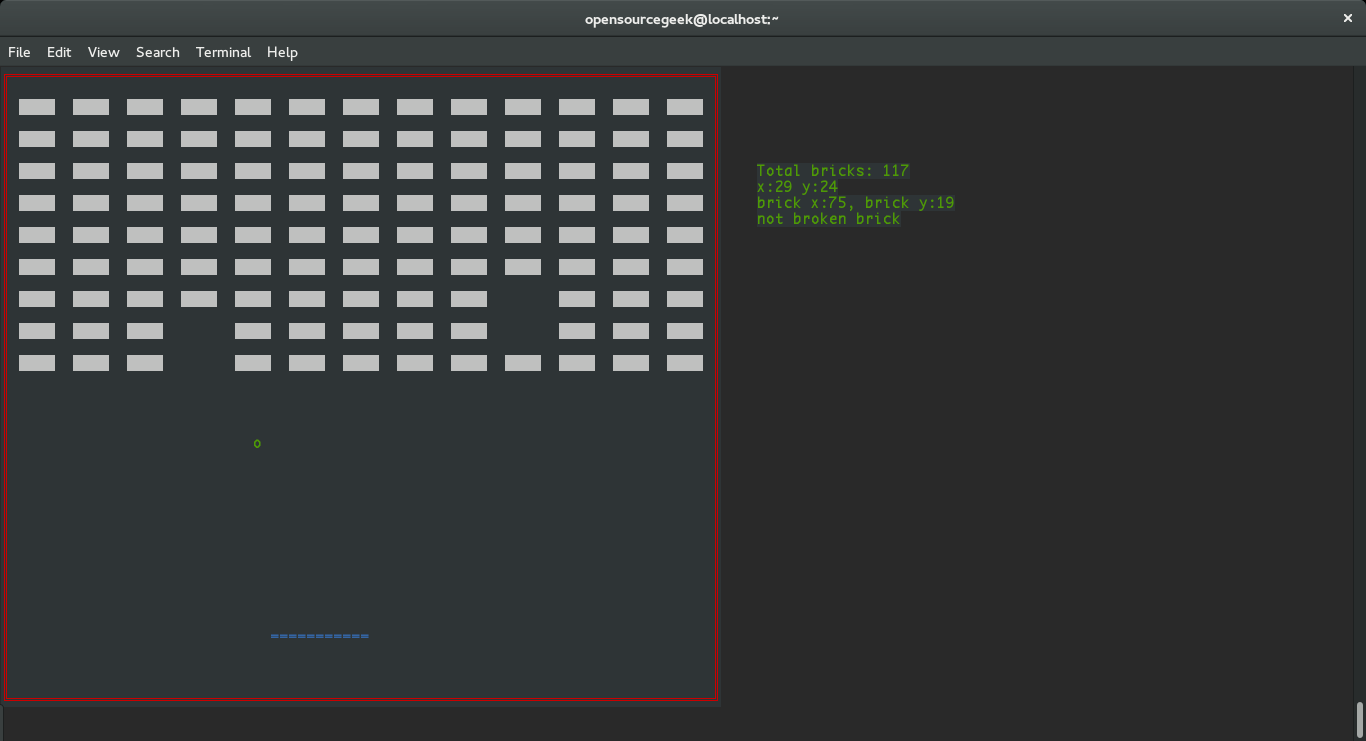 opensourcegeek@localhost:~ ×
File Edit View Search Terminal Help
Total bricks: 117
x:29 y:24
brick x:75, brick y:19
not broken brick
o
===========